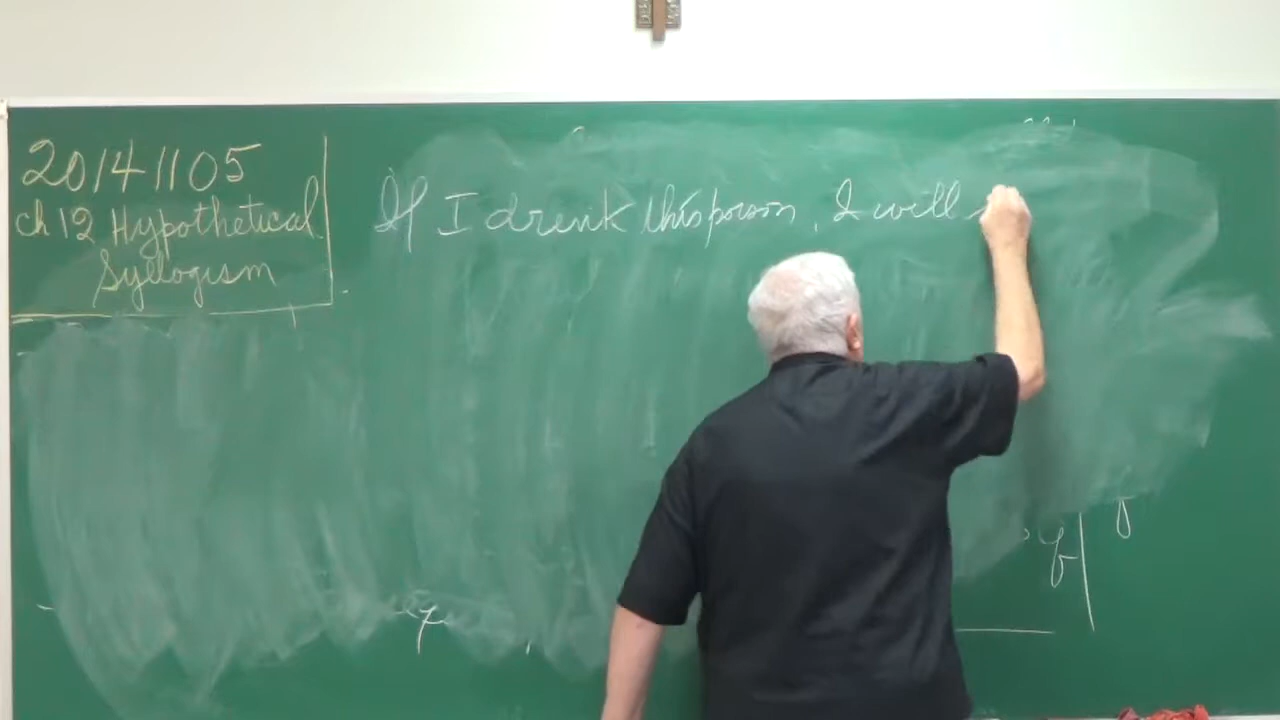 20141105
ch 12 Hypothetical
Syllogism
If I drink this poison, I will